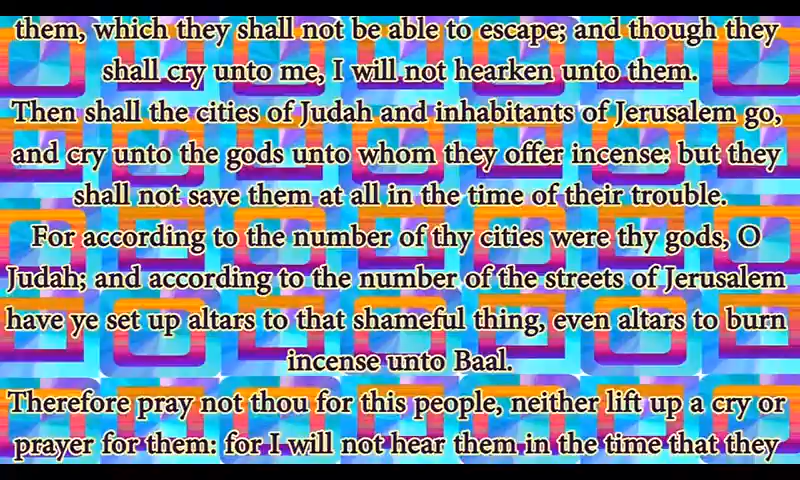 them, which they shall not be able to escape; and though they
shall cry unto me, I will not hearken unto them.
Then shall the cities of Judah and inhabitants of Jerusalem go,
and cry unto the gods unto whom they offer incense: but they
shall not save them at all in the time of their trouble.
For according to the number of thy cities were thy gods, O
Judah; and according to the number of the streets of Jerusalem
have ye set up altars to that shameful thing, even altars to burn
incense unto Baal.
Therefore pray not thou for this people, neither lift up a cry or
prayer for them: for I will not hear them in the time that they